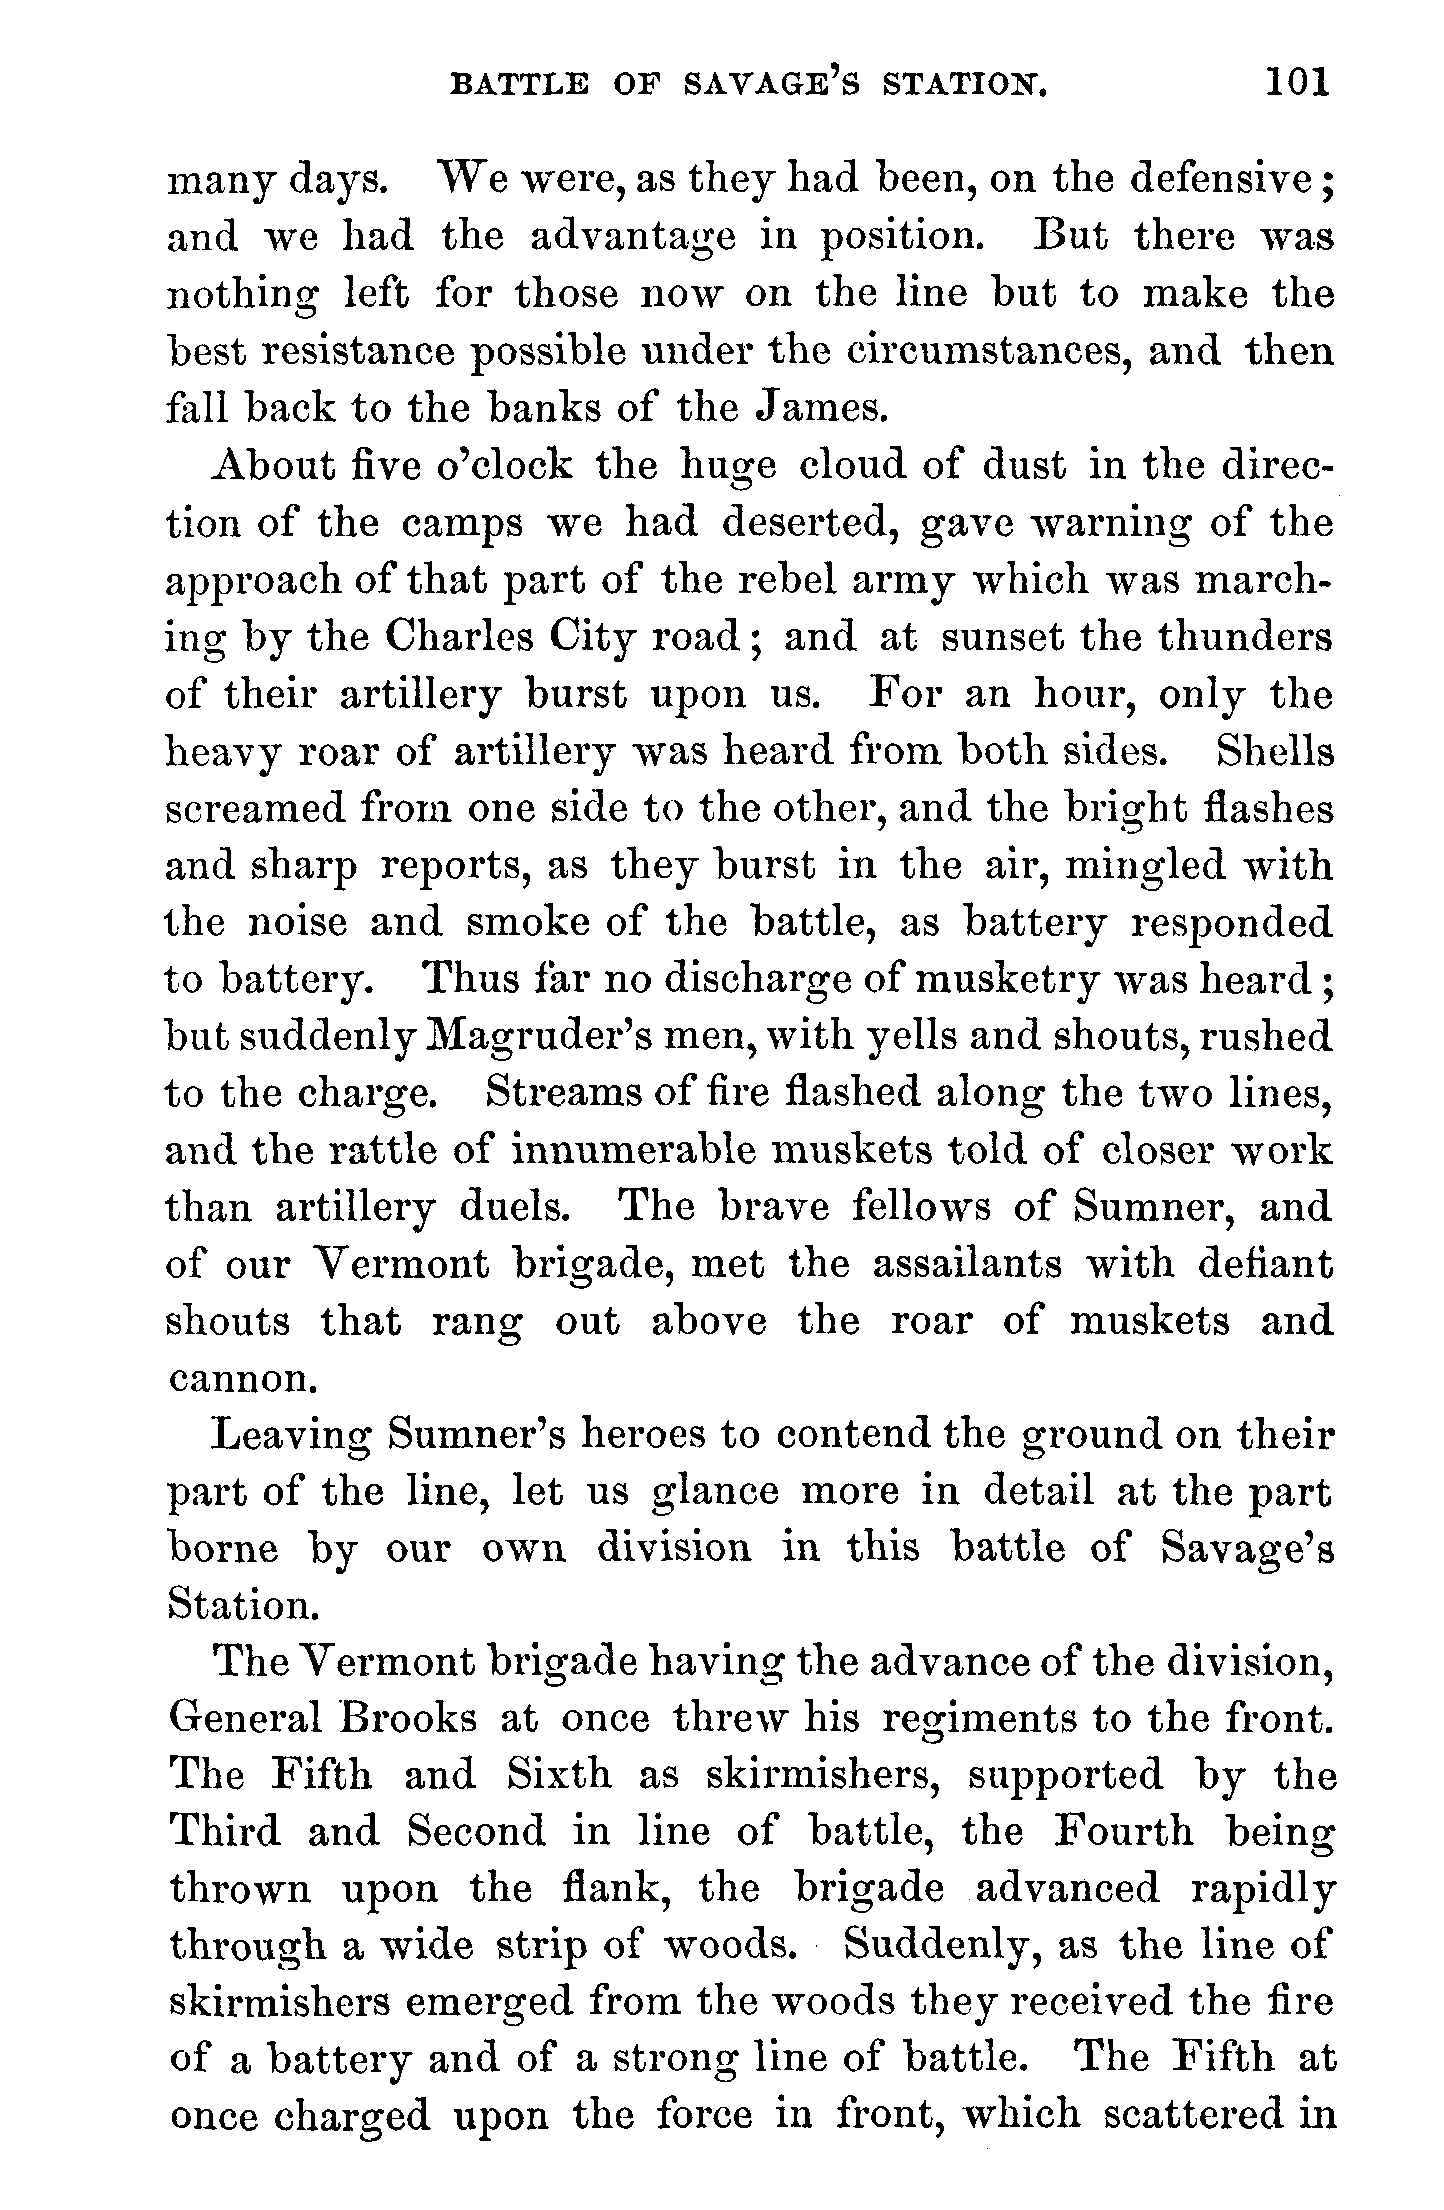 BATTLE OF SAVAGE'S STATION. 101
many days. We were, as they had been, on the defensive;
and we had the advantage in position. But there was
nothing left for those now on the line but to make the
best resistance possible under the circumstances, and then
fall back to the banks of the James.
About five o'clock the huge cloud of dust in the direc-
tion of the camps we had deserted, gave warning of the
approach of that part of the rebel army which was march-
ing by the Charles City road; and at sunset the thunders
of their artillery burst upon us. For an hour, only the
heavy roar of artillery was heard from both sides. Shells
screamed from one side to the other, and the bright flashes
and sharp reports, as they burst in the air, mingled with
the noise and smoke of the battle, as battery responded
to battery. Thus far no discharge of musketry was heard;
but suddenly Magruder's men, with yells and shouts, rushed
to the charge. Streams of fire flashed along the two lines,
and the rattle of innumerable muskets told of closer work
than artillery duels. The brave fellows of Sumner, and
of our Vermont brigade, met the assailants with defiant
shouts that rang out above the roar of muskets and
cannon.
Leaving Sumner's heroes to contend the ground on their
part of the line, let us glance more in detail at the part
borne by our own division in this battle of Savage's
Station.
The Vermont brigade having the advance of the division,
General Brooks at once threw his regiments to the front.
The Fifth and Sixth as skirmishers, supported by the
Third and Second in line of battle, the Fourth being
thrown upon the flank, the brigade advanced rapidly
through a wide strip of woods. Suddenly, as the line of
skirmishers emerged from the woods they received the fire
of a battery and of a strong line of battle. The Fifth at
once charged upon the force in front, which scattered in